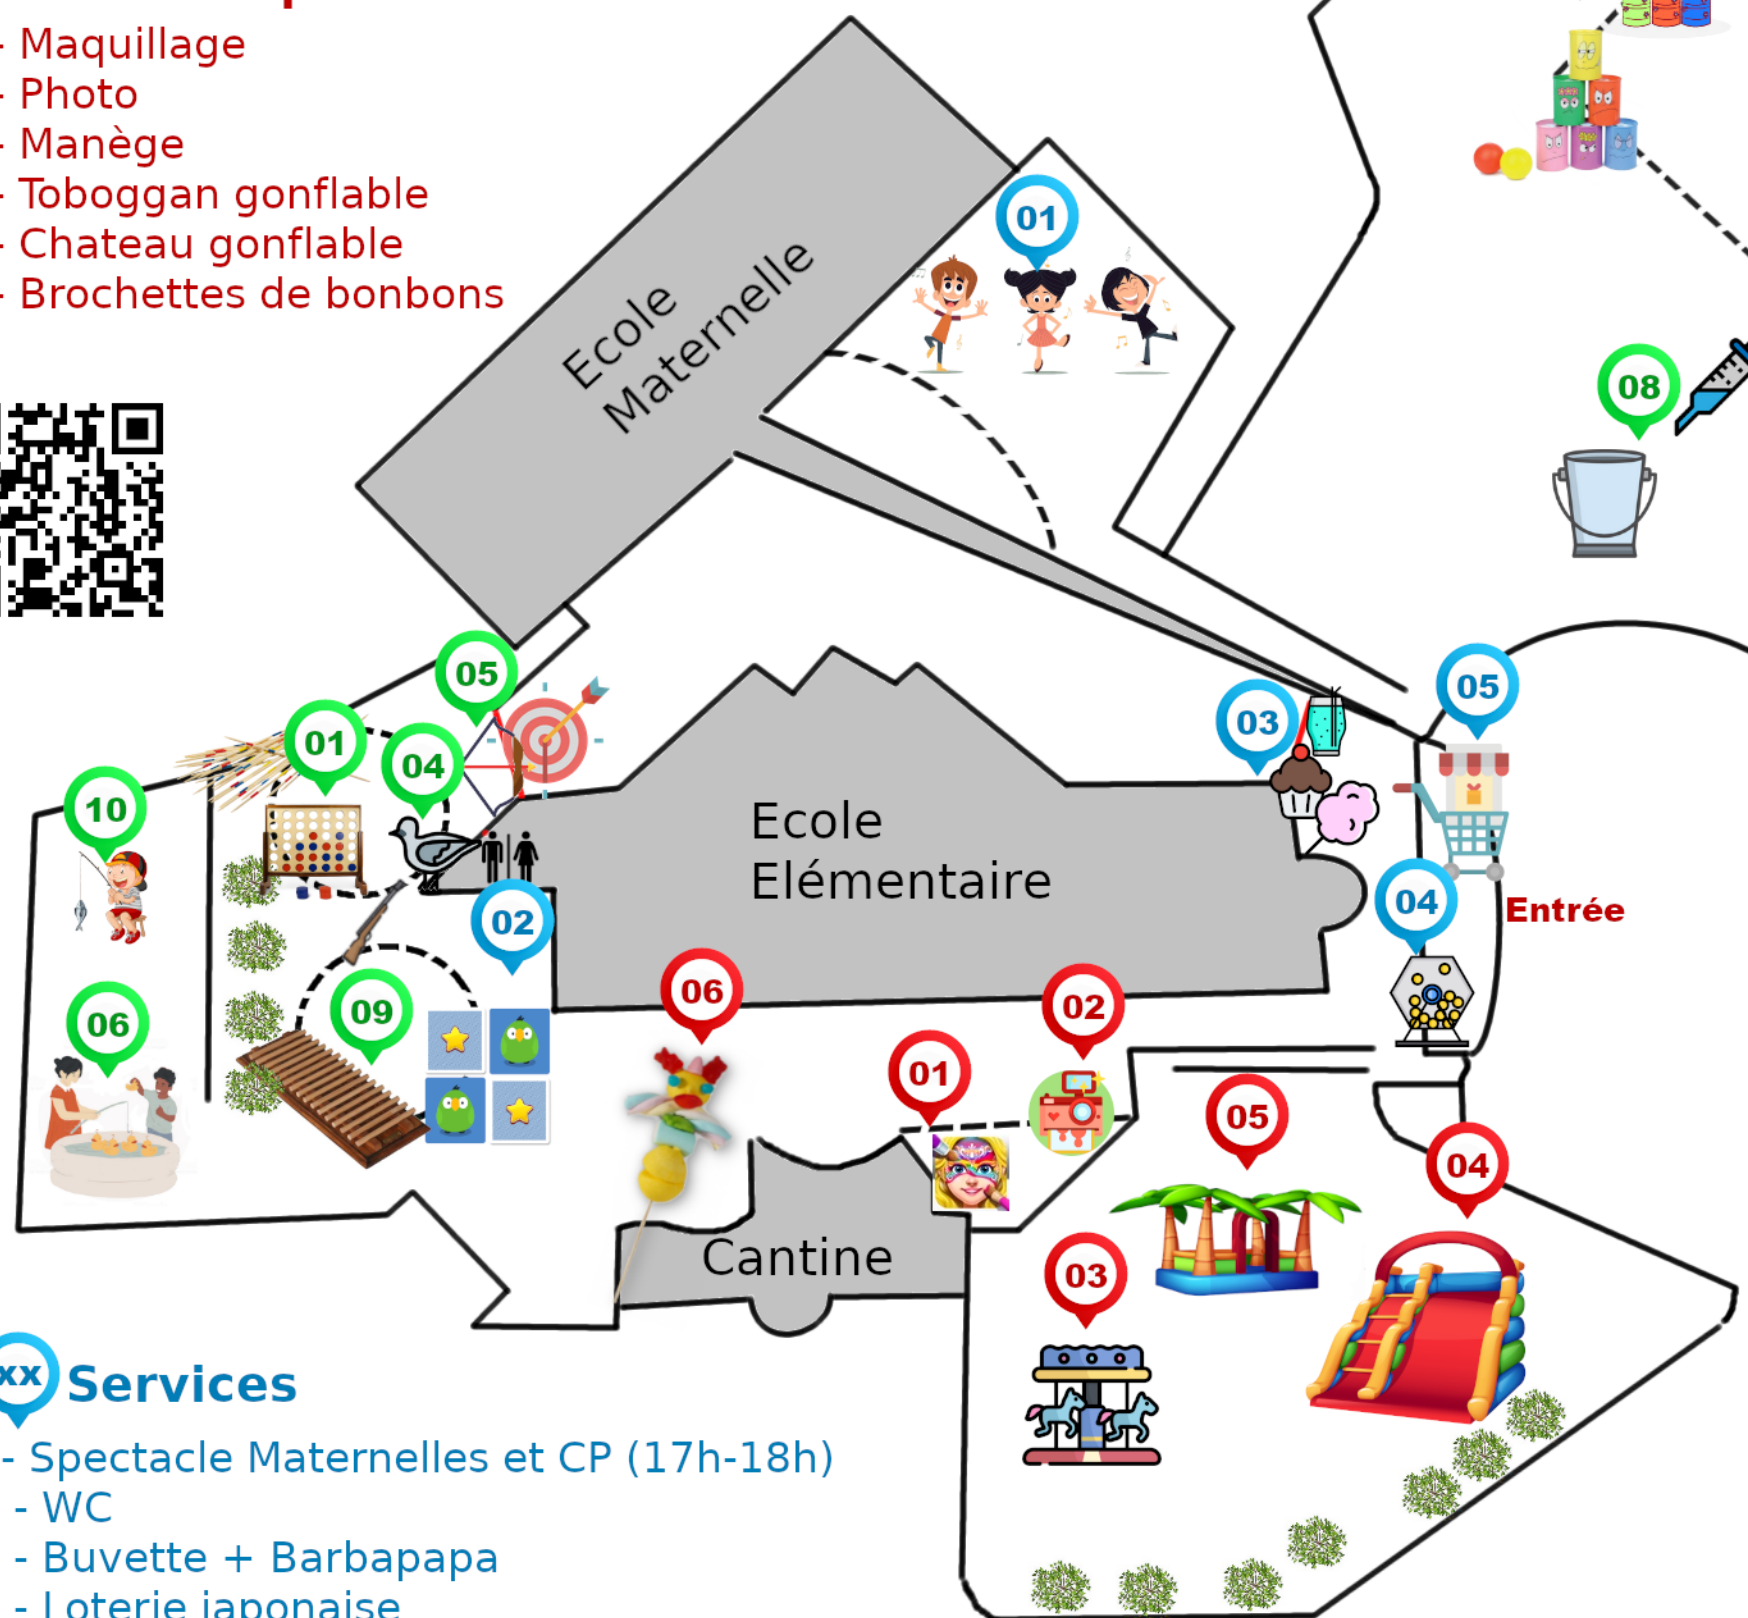 - Maquillage
- Photo
- Manège
- Toboggan gonflable
- Chateau gonflable
- Brochettes de bonbons
01
Ecole
Maternelle
08
05
01
04
10
03
05
Ecole
Elémentaire
04
Entrée
02
06
09
06
02
01
05
04
Cantine
03
xx Services
- Spectacle Maternelles et CP (17h-18h)
- WC
- Buvette + Barbapapa
- Loterie japonaise